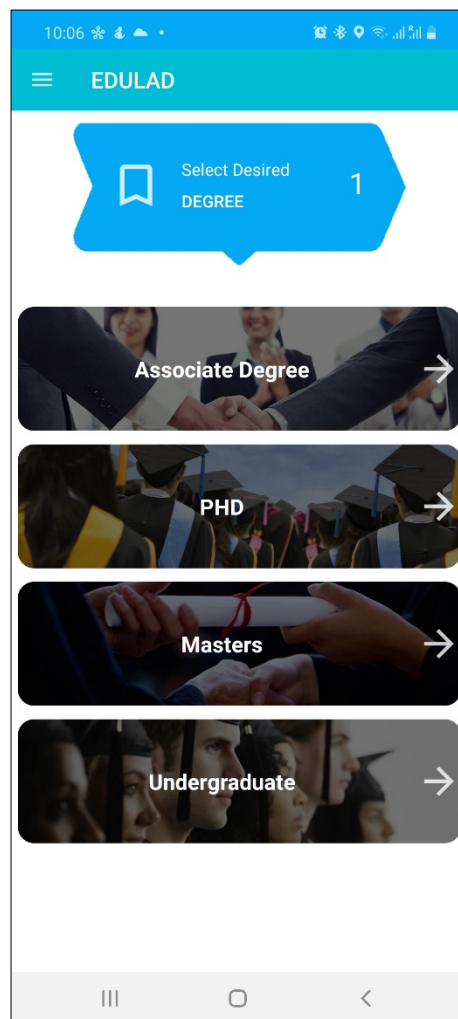 10:06
EDULAD
Select Desired
DEGREE
1
Associate Degree
PHD
Masters
Undergraduate